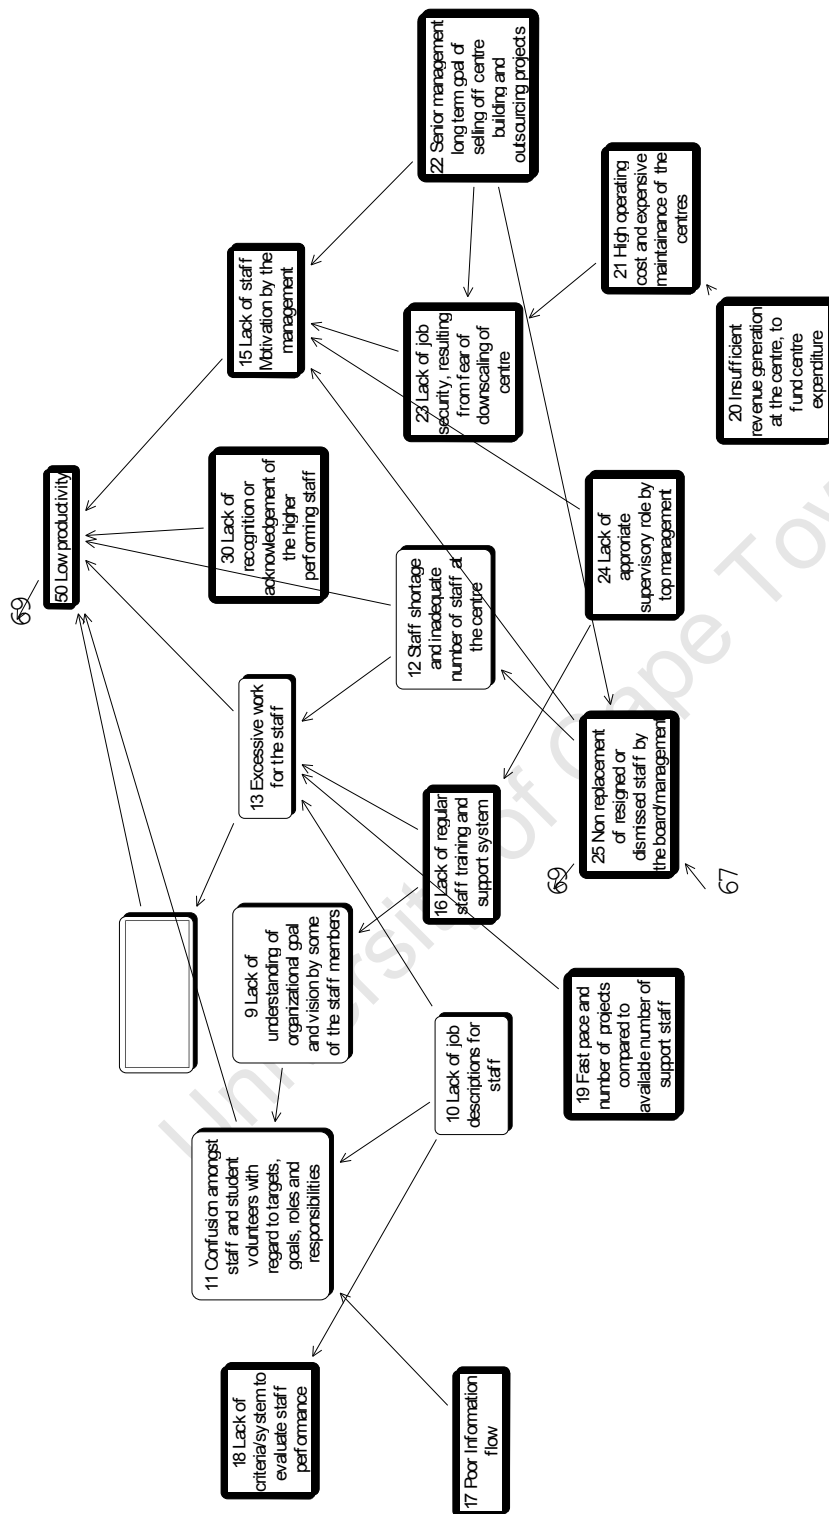 69
50 Low productivity
15 Lack of staff
Motivation by the
management
30 Lack of
recognition or
acknowledgement of
the higher
performing staff
13 Excessive work
for the staff
22 Senior management
long term goal of
selling off centre
building and
outsourcing projects
23 Lack of job
security, resulting
from fear of
downscaling of
centre
12 Staff shortage
and inadequate
number of staff at
the centre
9 Lack of
understanding of
organizational goal
and vision by some
of the staff members
11 Confusion amongst
staff and student
volunteers with
regard to targets,
goals, roles and
responsibilities
18 Lack of
criteria/system to
evaluate staff
performance
21 High operating
cost and expensive
maintainance of the
centres
24 Lack of
approriate
supervisory role by
top management
16 Lack of regular
staff training and
support system
10 Lack of job
descriptions for
staff
17 Poor Information
flow
20 Insufficient
revenue generation
at the centre, to
fund centre
expenditure
25 Non replacement
of resigned or
dismissed staff by
the board/management
69
67
19 Fast pace and
number of projects
compared to
available number of
support staff
University of Cape Tow